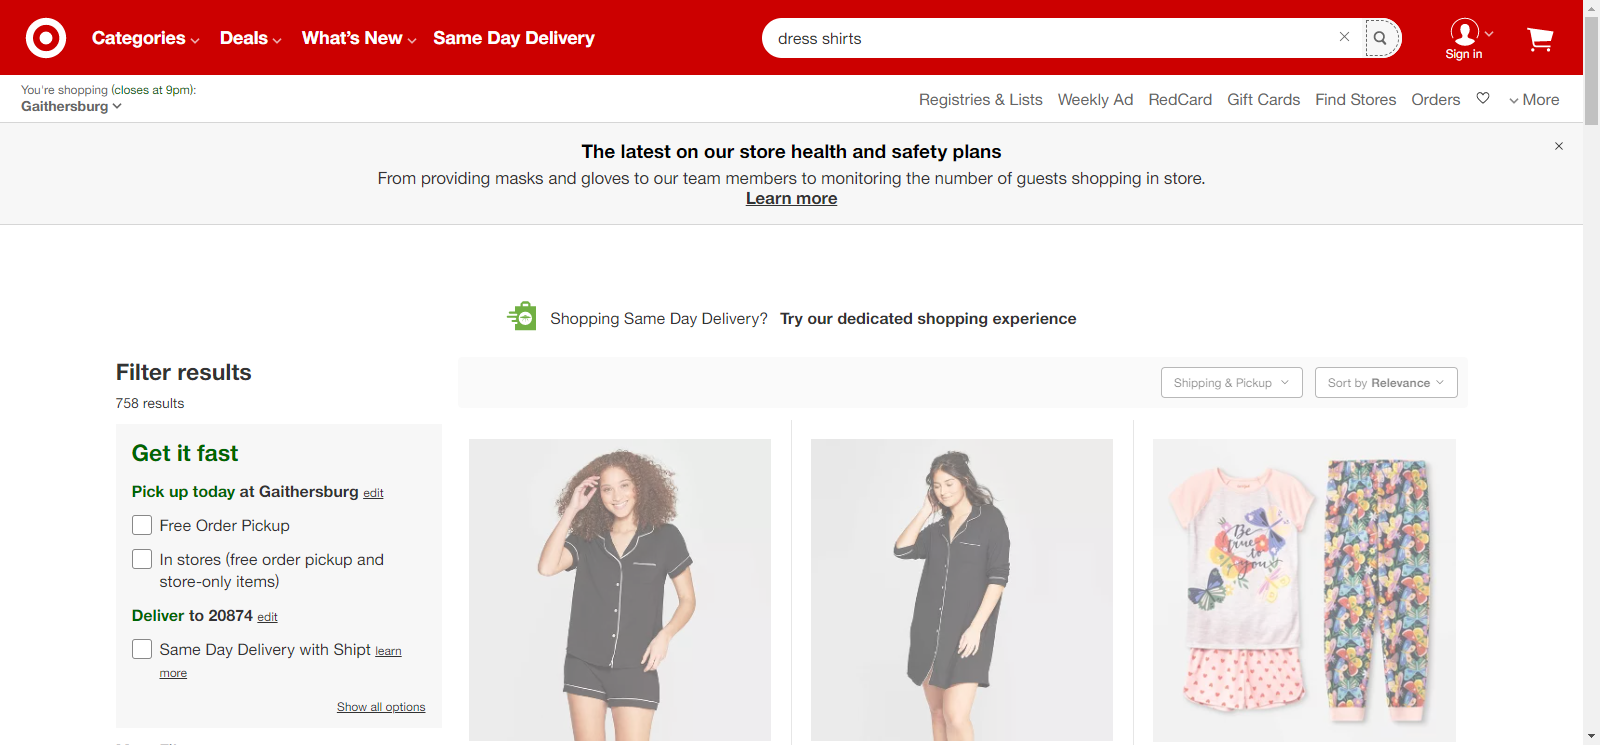 Categories
Deals
What's New
Same Day Delivery
dress shirts
Sign in
You're shopping (closes at 9pm):
Gaithersburg
Registries & Lists
Weekly Ad
RedCard
Gift Cards
Find Stores
Orders
More
The latest on our store health and safety plans
From providing masks and gloves to our team members to monitoring the number of guests shopping in store.
Learn more
Shopping Same Day Delivery? Try our dedicated shopping experience
Filter results
758 results
Shipping & Pickup
Sort by Relevance
Get it fast
Pick up today at Gaithersburg edit
Free Order Pickup
In stores (free order pickup and
store-only items)
Deliver to 20874 edit
Same Day Delivery with Shipt learn
more
Show all options
Be
true
to
you